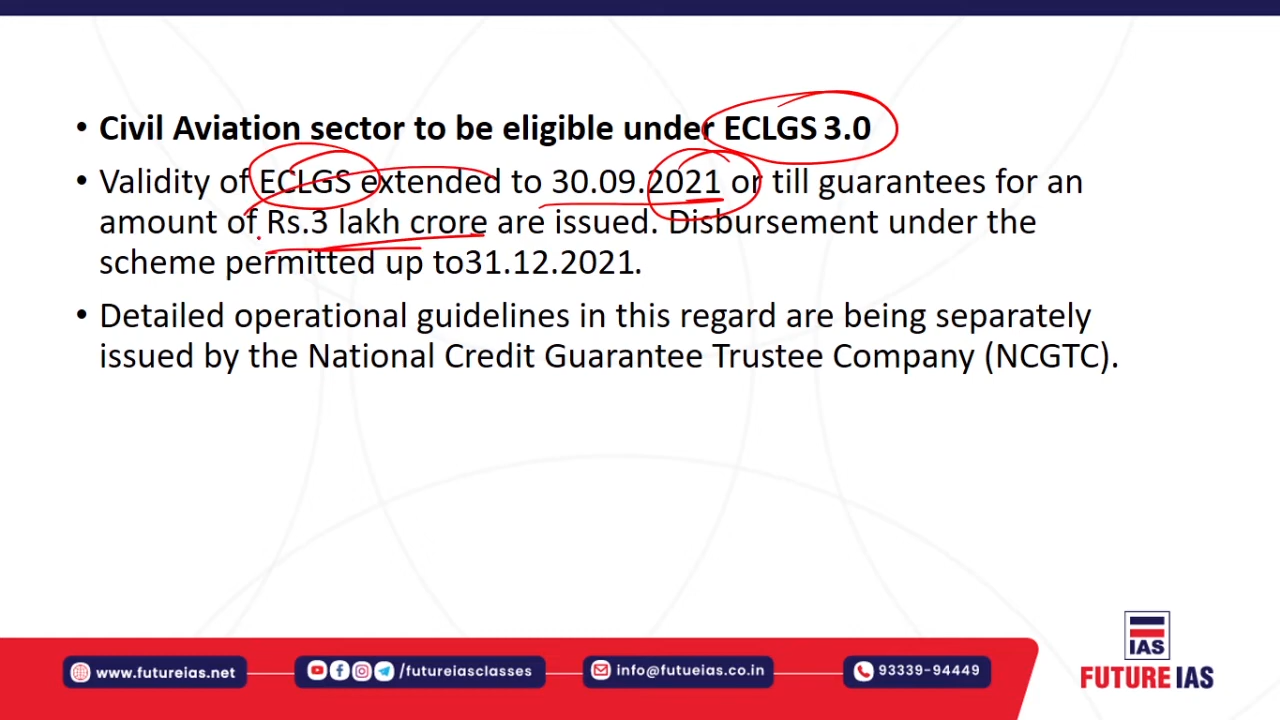 • Civil Aviation sector to be eligible under ECLGS 3.0
• Validity of ECLGS extended to 30.09.2021 or till guarantees for an
amount of Rs.3 lakh crore are issued. Disbursement under the
scheme permitted up to31.12.2021.
• Detailed operational guidelines in this regard are being separately
issued by the National Credit Guarantee Trustee Company (NCGTC).
IAS
www.futureias.net /futureiasclasses info@futueias.co.in 93339-94449
FUTURE IAS